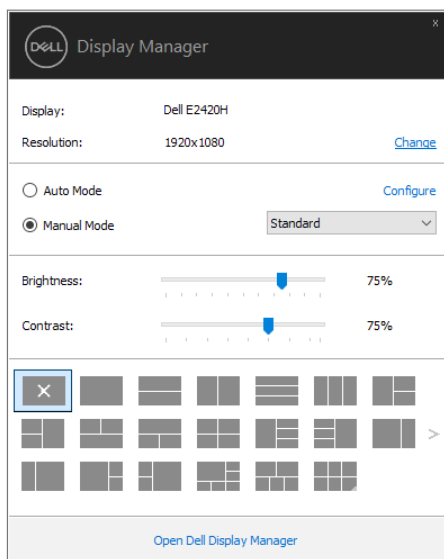 DELL Display Manager
Display: Dell E2420H
Resolution: 1920x1080 Change
Auto Mode Configure
Manual Mode Standard
Brightness: 75%
Contrast: 75%
Open Dell Display Manager